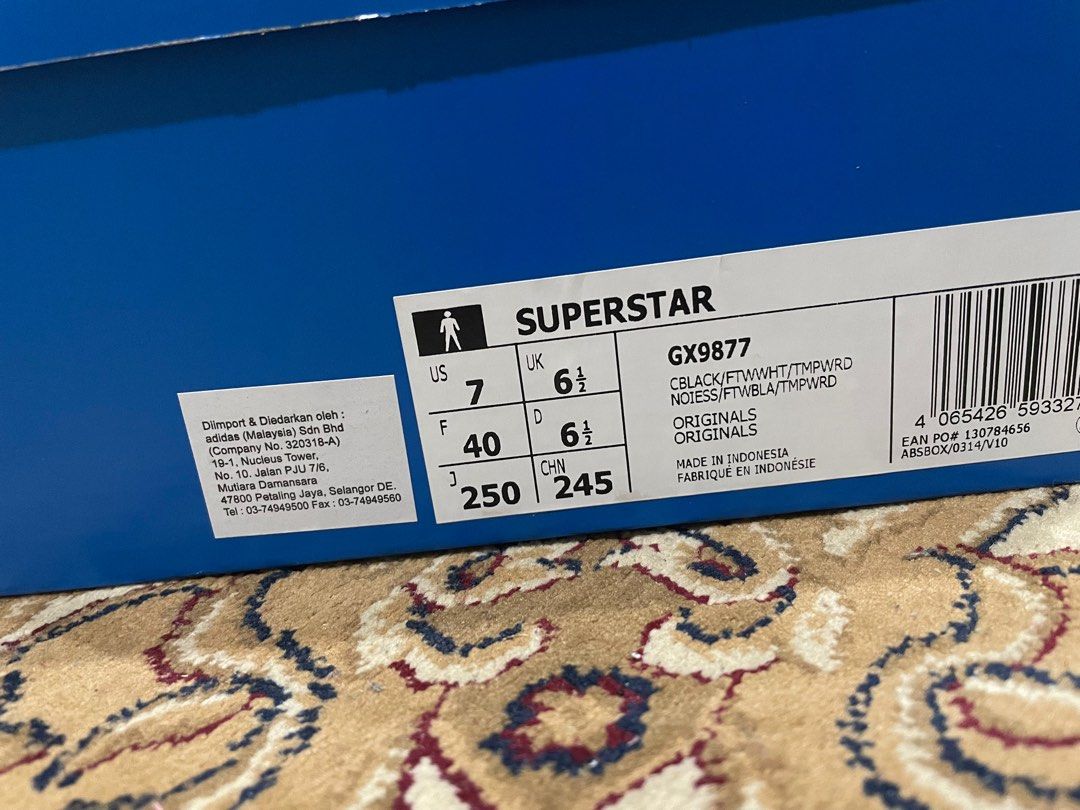 Diimport & Diedarkan oleh :
adidas (Malaysia) Sdn Bhd
(Company No. 320318-A)
19-1, Nucleus Tower,
No. 10. Jalan PJU 7/6,
Mutiara Damansara
47800 Petaling Jaya, Selangor DE.
Tel : 03-74949500 Fax : 03-74949560
SUPERSTAR
US 7
UK 6½
F 40
D 6½
J 250
CHN 245
GX9877
CBLACK/FTWWHT/TMPWRD
NOIESS/FTWBLA/TMPWRD
ORIGINALS
ORIGINALS
MADE IN INDONESIA
FABRIQUÉ EN INDONÉSIE
4 065426 59332
EAN PO# 130784656
ABSBOX/0314/V10